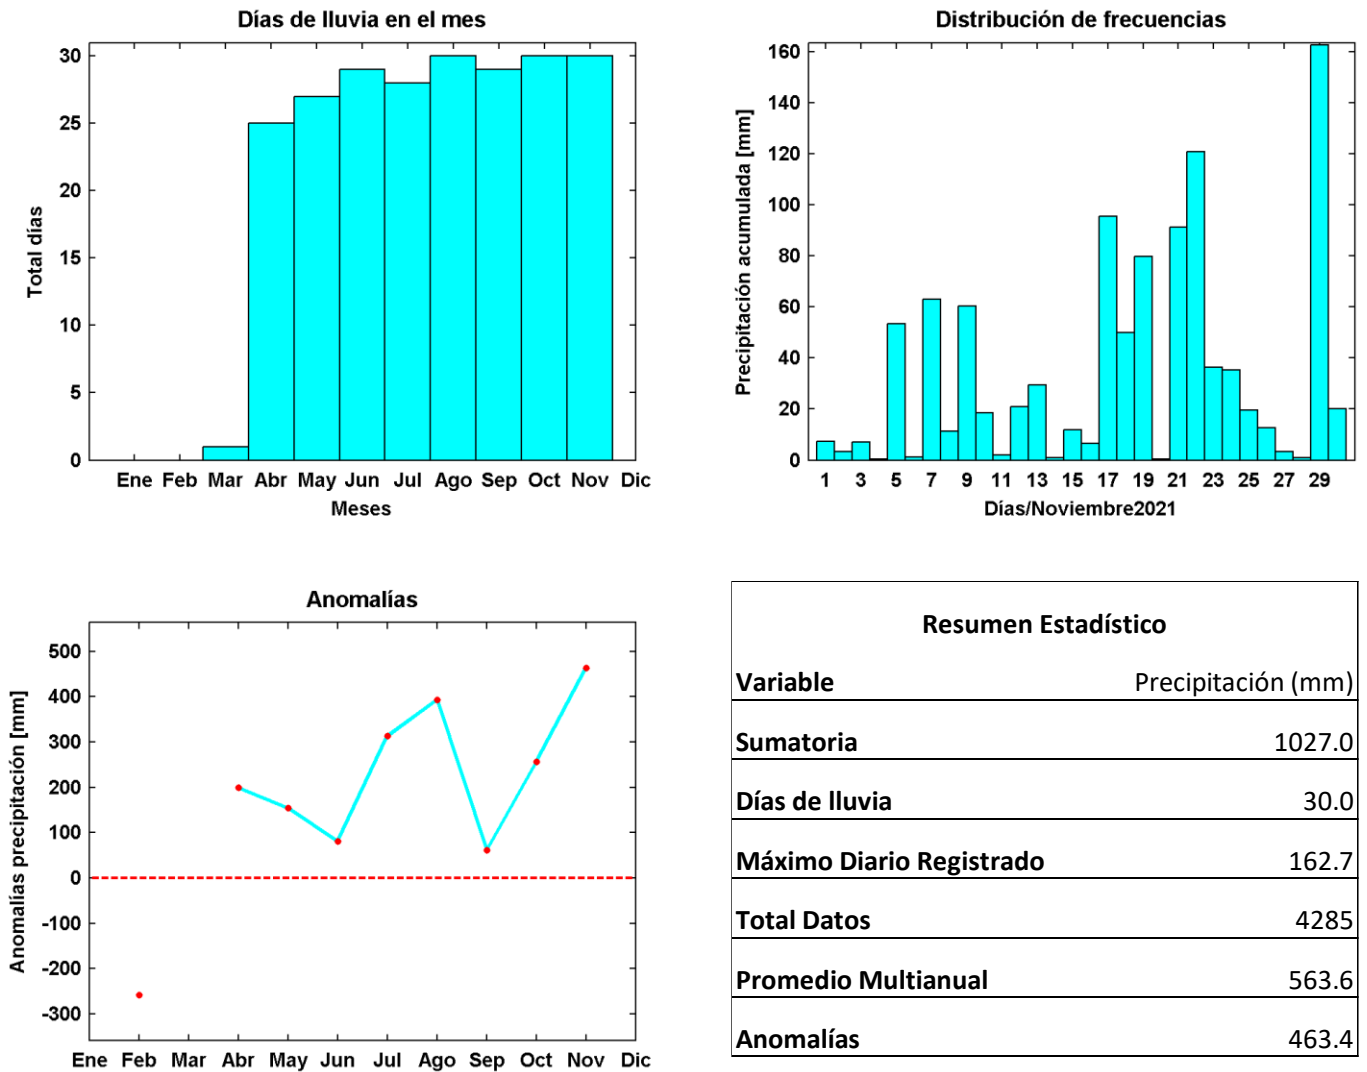 Días de lluvia en el mes
Total días
30
25
20
15
10
5
0
Ene Feb Mar Abr May Jun Jul Ago Sep Oct Nov Dic
Meses
Distribución de frecuencias
Precipitación acumulada [mm]
160
140
120
100
80
60
40
20
0
1 3 5 7 9 11 13 15 17 19 21 23 25 27 29
Días/Noviembre2021
Anomalías
Anomalías precipitación [mm]
500
400
300
200
100
0
-100
-200
-300
Ene Feb Mar Abr May Jun Jul Ago Sep Oct Nov Dic
Resumen Estadístico
Variable Precipitación (mm)
Sumatoria 1027.0
Días de lluvia 30.0
Máximo Diario Registrado 162.7
Total Datos 4285
Promedio Multianual 563.6
Anomalías 463.4